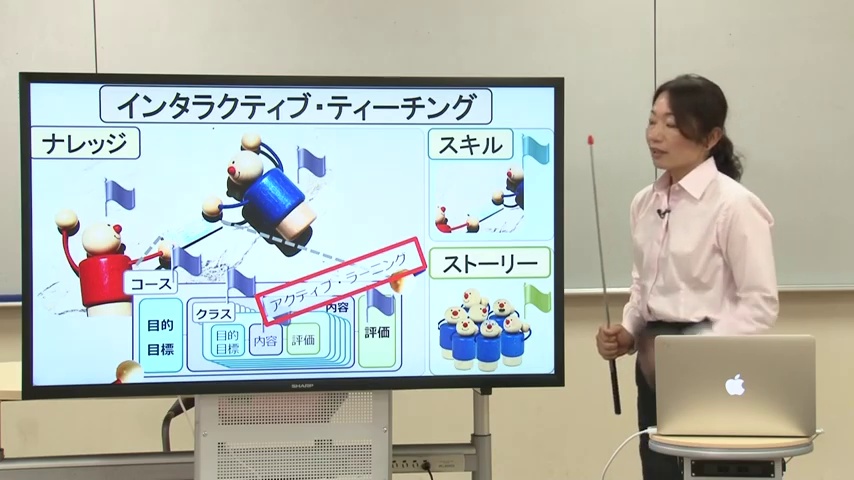 インタラクティブ・ティーチング
ナレッジ
スキル
ストーリー
コース
目的
目標
クラス
目的
目標
内容
評価
内容
評価
アクティブ・ラーニング
SHARP